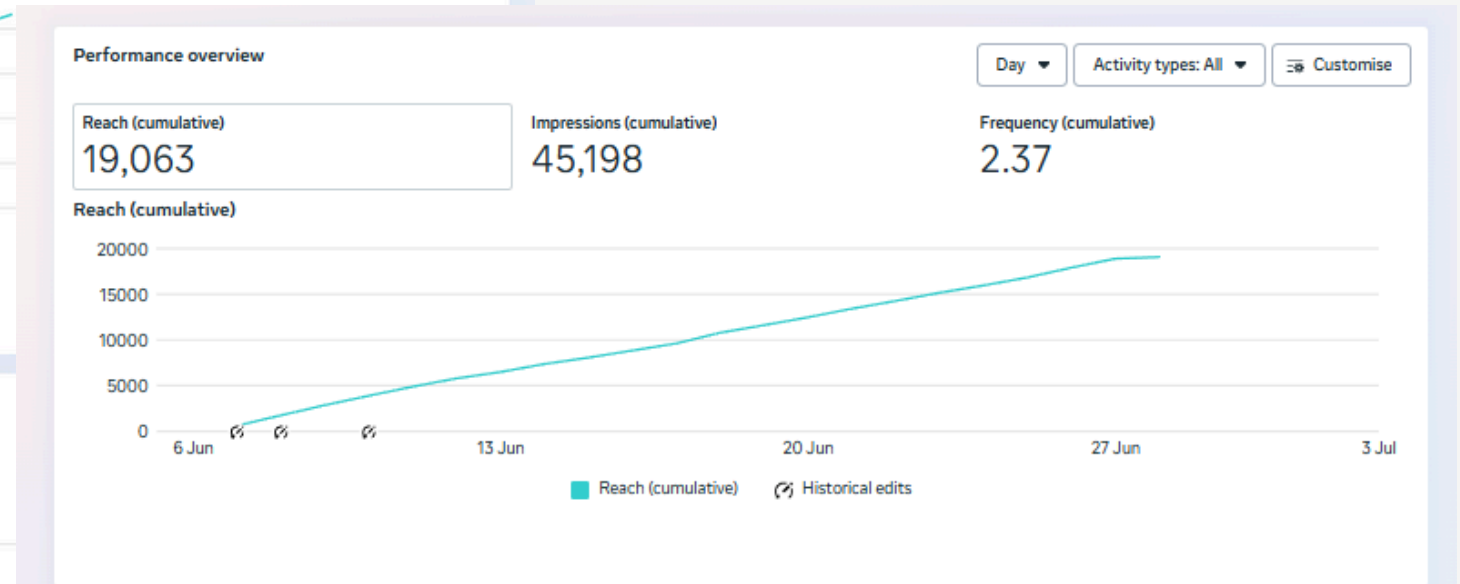 Performance overview
Day
Activity types: All
Customise
Reach (cumulative)
19,063
Impressions (cumulative)
45,198
Frequency (cumulative)
2.37
Reach (cumulative)
20000
15000
10000
5000
0
6 Jun
13 Jun
20 Jun
27 Jun
3 Jul
Reach (cumulative)
Historical edits